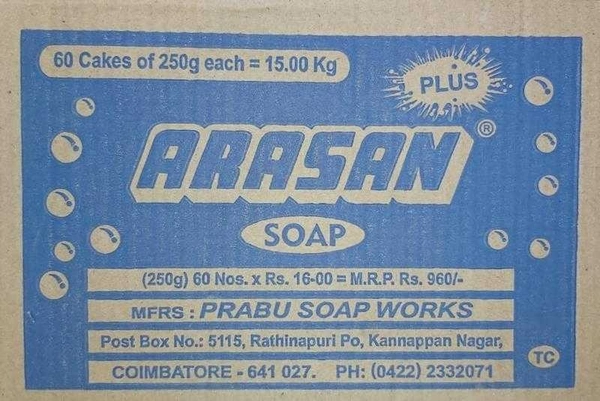 60 Cakes of 250g each = 15.00 Kg
PLUS
ARASAN ®
SOAP
(250g) 60 Nos. x Rs. 16-00 = M.R.P. Rs. 960/-
MFRS : PRABU SOAP WORKS
Post Box No.: 5115, Rathinapuri Po, Kannappan Nagar,
COIMBATORE - 641 027. PH: (0422) 2332071
TC